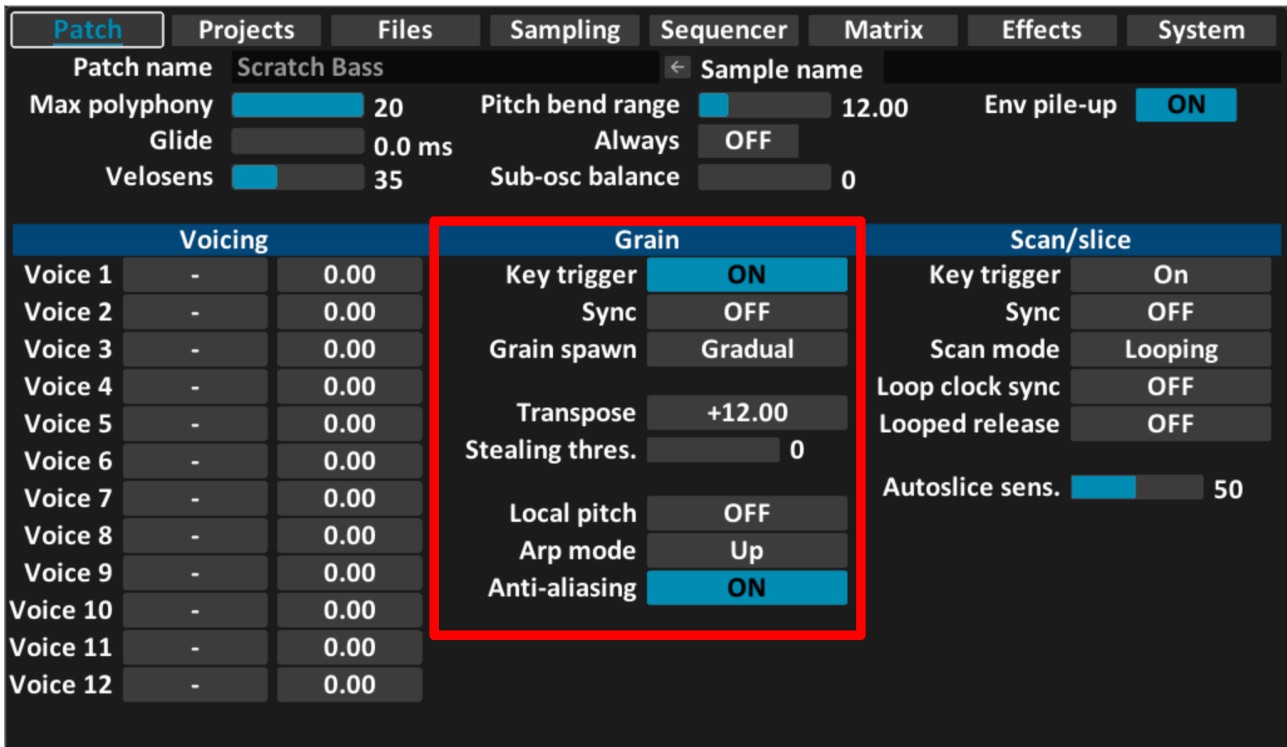 Patch Projects Files Sampling Sequencer Matrix Effects System
Patch name Scratch Bass ← Sample name
Max polyphony 20 Pitch bend range 12.00 Env pile-up ON
Glide 0.0 ms Always OFF
Velosens 35 Sub-osc balance 0
Voicing
Voice 1 - 0.00
Voice 2 - 0.00
Voice 3 - 0.00
Voice 4 - 0.00
Voice 5 - 0.00
Voice 6 - 0.00
Voice 7 - 0.00
Voice 8 - 0.00
Voice 9 - 0.00
Voice 10 - 0.00
Voice 11 - 0.00
Voice 12 - 0.00
Grain
Key trigger ON
Sync OFF
Grain spawn Gradual
Transpose +12.00
Stealing thres. 0
Local pitch OFF
Arp mode Up
Anti-aliasing ON
Scan/slice
Key trigger On
Sync OFF
Scan mode Looping
Loop clock sync OFF
Looped release OFF
Autoslice sens. 50